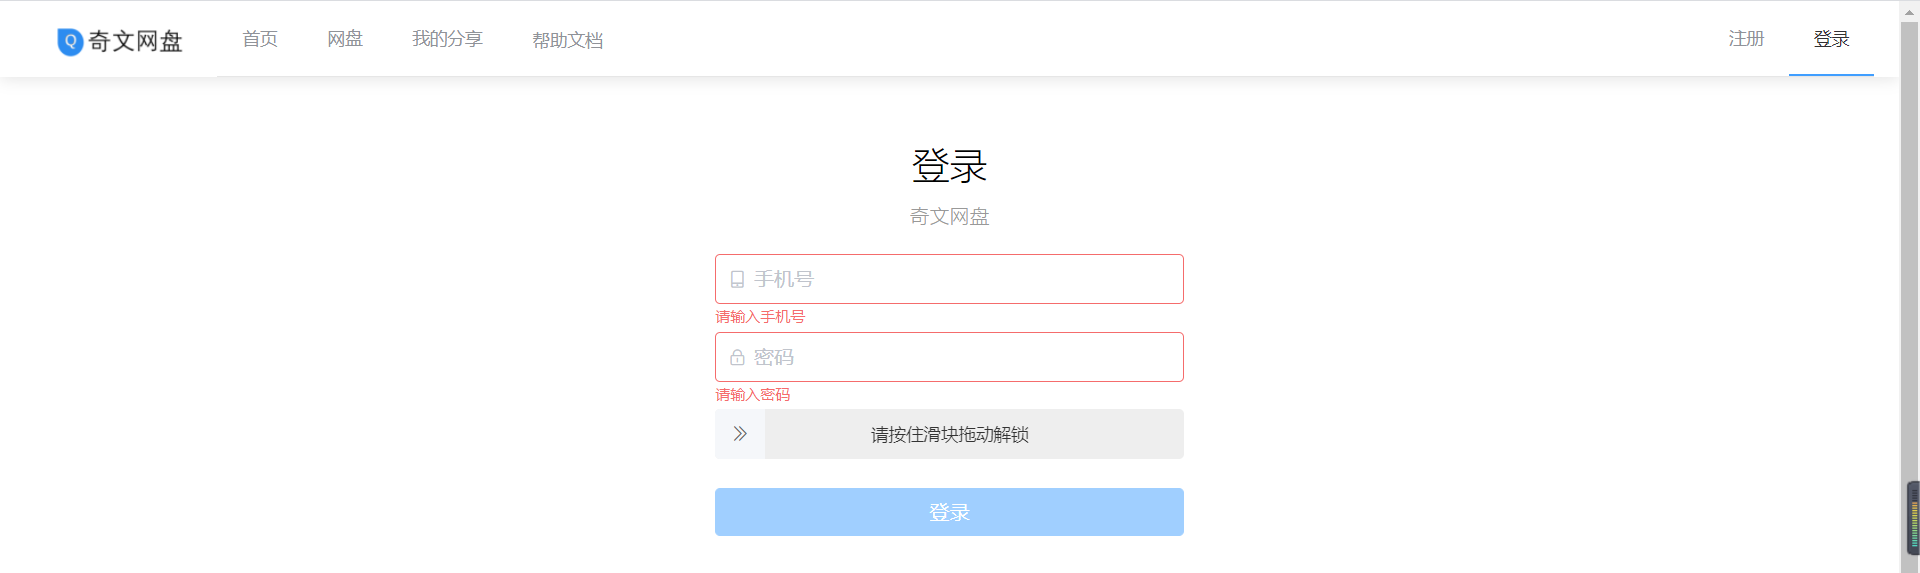 Q 奇文网盘
首页 网盘 我的分享 帮助文档 注册 登录
登录
奇文网盘
手机号
请输入手机号
密码
请输入密码
请按住滑块拖动解锁
登录